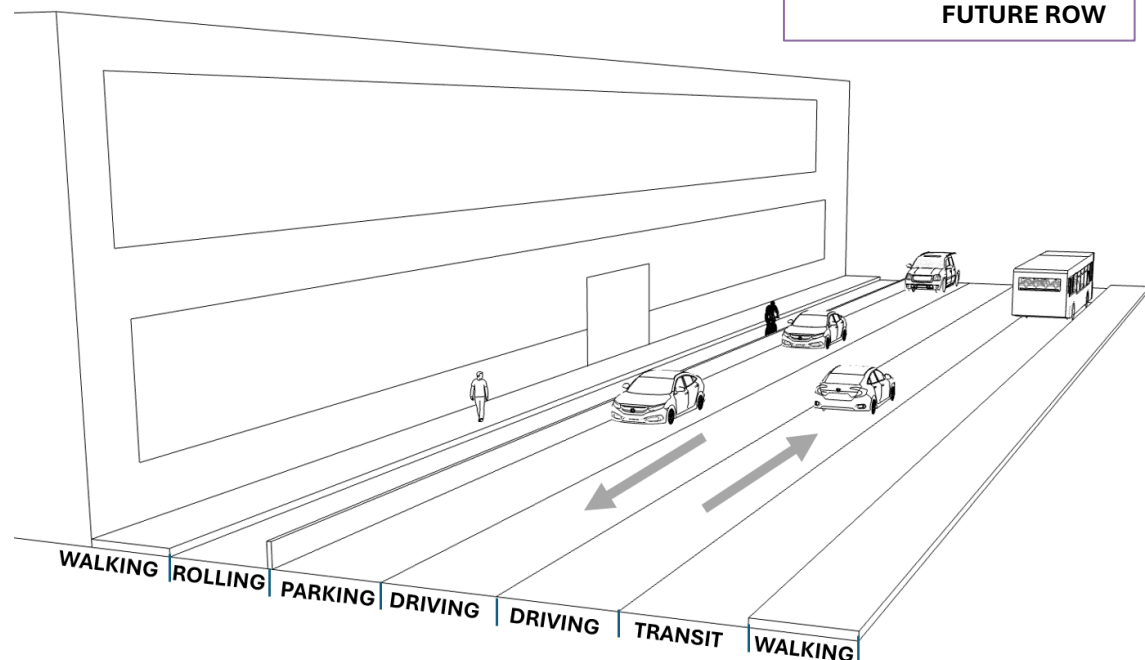 FUTURE ROW
WALKING
ROLLING
PARKING
DRIVING
DRIVING
TRANSIT
WALKING